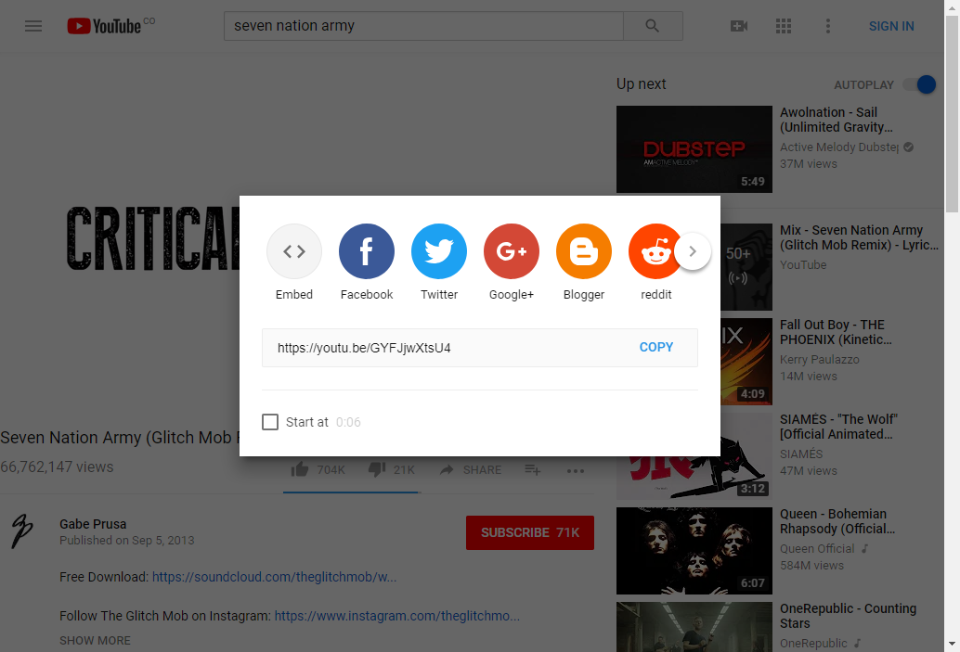 YouTube CO
seven nation army
SIGN IN
Up next
AUTOPLAY
CRITICAL
DUBSTEP
5:49
Awolnation - Sail
(Unlimited Gravity…
Active Melody Dubstep
37M views
50+
Mix - Seven Nation Army
(Glitch Mob Remix) - Lyric…
YouTube
Embed
Facebook
Twitter
G+
Google+
Blogger
reddit
https://youtu.be/GYFJjwXtsU4
COPY
Start at 0:06
4:09
Fall Out Boy - THE
PHOENIX (Kinetic…
Kerry Paulazzo
14M views
3:12
SIAMÉS - "The Wolf"
[Official Animated…
SIAMÉS
47M views
Seven Nation Army (Glitch Mob
66,762,147 views
704K
21K
SHARE
Gabe Prusa
Published on Sep 5, 2013
SUBSCRIBE 71K
Free Download: https://soundcloud.com/theglitchmob/w...
Follow The Glitch Mob on Instagram: https://www.instagram.com/theglitchmo...
SHOW MORE
6:07
Queen - Bohemian
Rhapsody (Official…
Queen Official
584M views
OneRepublic - Counting
Stars
OneRepublic